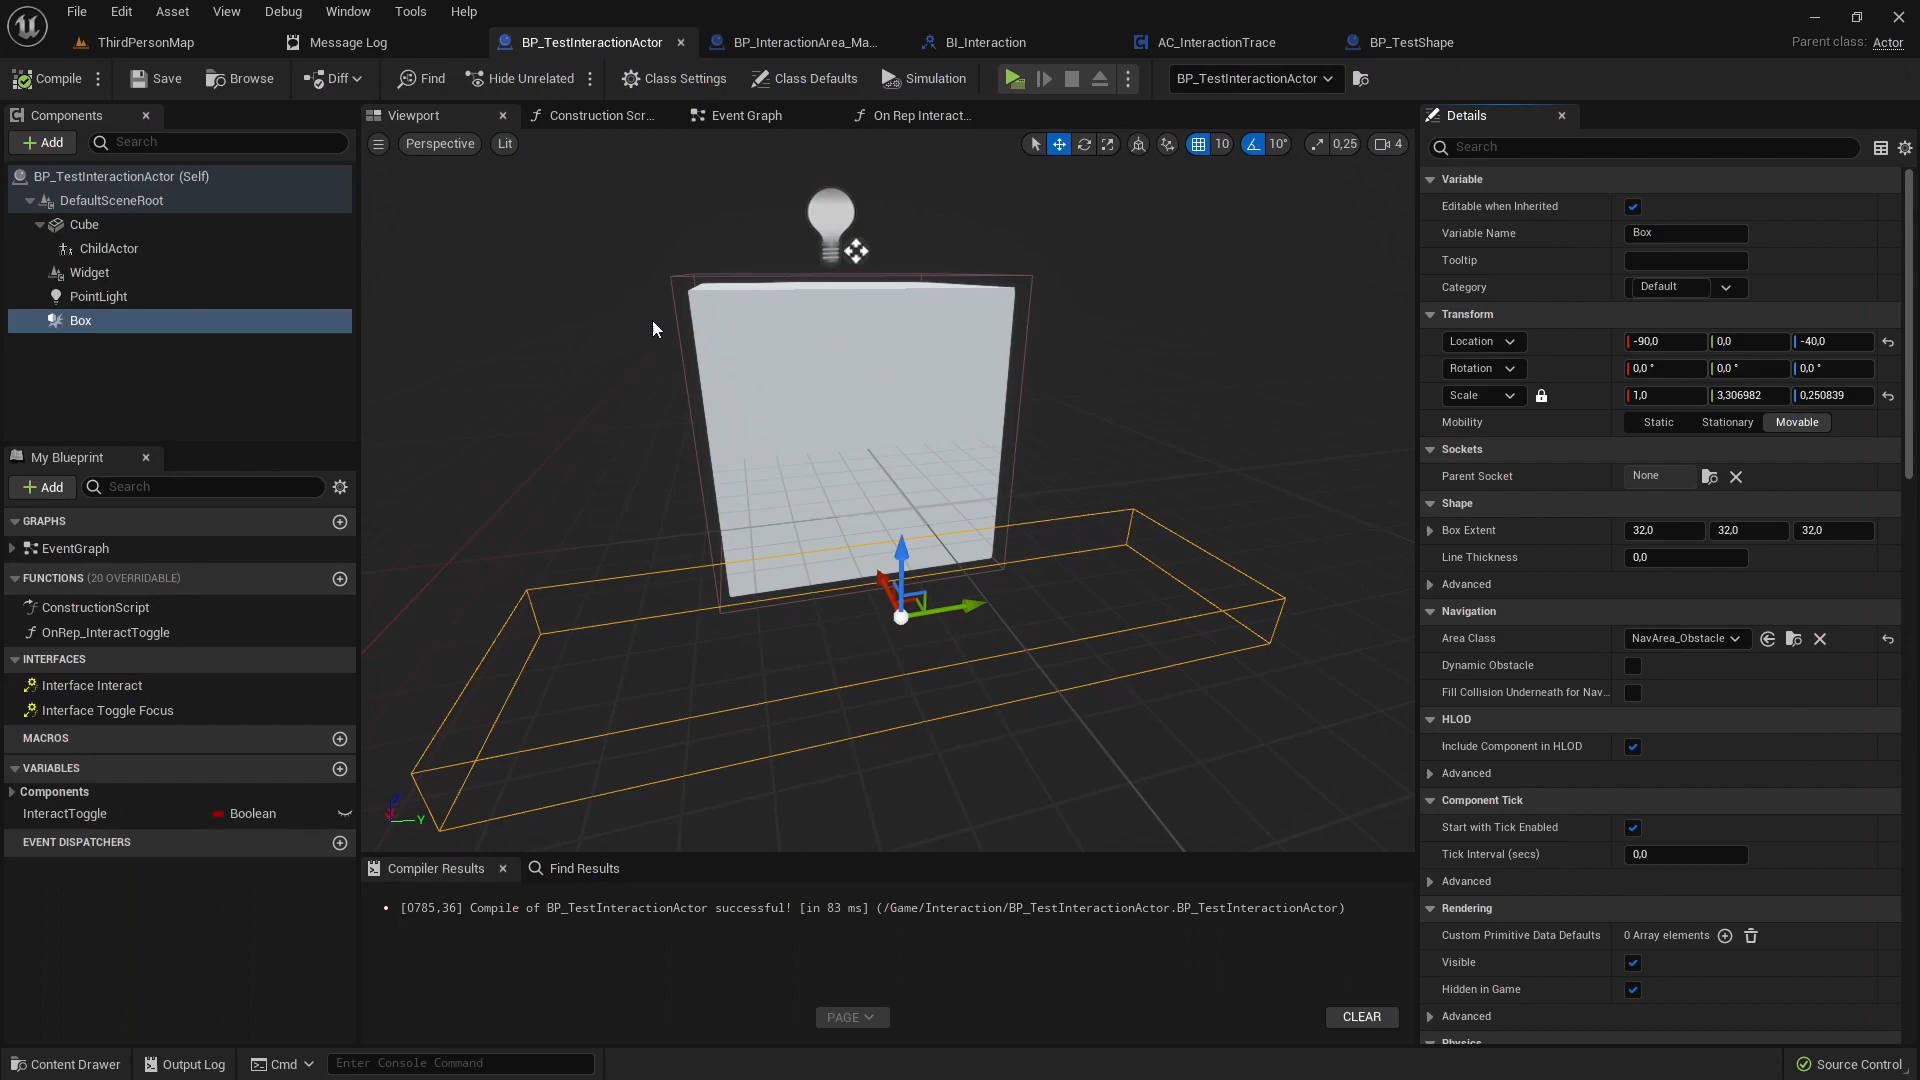 File Edit Asset View Debug Window Tools Help
ThirdPersonMap Message Log BP_TestInteractionActor BP_InteractionArea_Ma... BI_Interaction AC_InteractionTrace BP_TestShape Parent class: Actor
Compile Save Browse Diff Find Hide Unrelated Class Settings Class Defaults Simulation BP_TestInteractionActor
Components
Add Search
BP_TestInteractionActor (Self)
DefaultSceneRoot
Cube
ChildActor
Widget
PointLight
Box
My Blueprint
Add Search
GRAPHS
EventGraph
FUNCTIONS (20 OVERRIDABLE)
ConstructionScript
OnRep_InteractToggle
INTERFACES
Interface Interact
Interface Toggle Focus
MACROS
VARIABLES
Components
InteractToggle Boolean
EVENT DISPATCHERS
Viewport Construction Scr... Event Graph On Rep Interact...
Perspective Lit 10 10° 0,25 4
Y
Compiler Results Find Results
[0785,36] Compile of BP_TestInteractionActor successful! [in 83 ms] (/Game/Interaction/BP_TestInteractionActor.BP_TestInteractionActor)
PAGE CLEAR
Details
Search
Variable
Editable when Inherited
Variable Name Box
Tooltip
Category Default
Transform
Location -90,0 0,0 -40,0
Rotation 0,0 ° 0,0 ° 0,0 °
Scale 1,0 3,306982 0,250839
Mobility Static Stationary Movable
Sockets
Parent Socket None
Shape
Box Extent 32,0 32,0 32,0
Line Thickness 0,0
Advanced
Navigation
Area Class NavArea_Obstacle
Dynamic Obstacle
Fill Collision Underneath for Nav...
HLOD
Include Component in HLOD
Advanced
Component Tick
Start with Tick Enabled
Tick Interval (secs) 0,0
Advanced
Rendering
Custom Primitive Data Defaults 0 Array elements
Visible
Hidden in Game
Advanced
Physics
Content Drawer Output Log Cmd Enter Console Command Source Control